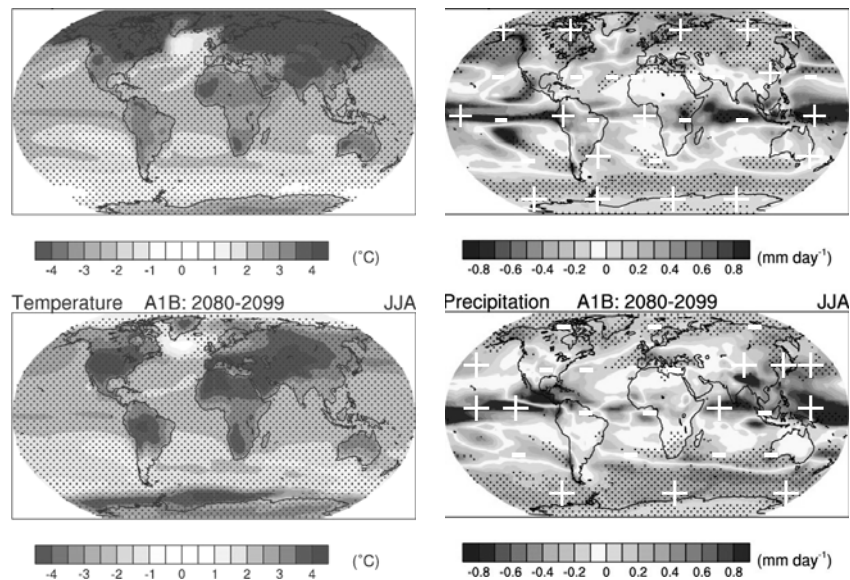 -4 -3 -2 -1 0 1 2 3 4 (°C)
-0.8 -0.6 -0.4 -0.2 0 0.2 0.4 0.6 0.8 (mm day⁻¹)
Temperature A1B: 2080-2099 JJA
Precipitation A1B: 2080-2099 JJA
-4 -3 -2 -1 0 1 2 3 4 (°C)
-0.8 -0.6 -0.4 -0.2 0 0.2 0.4 0.6 0.8 (mm day⁻¹)